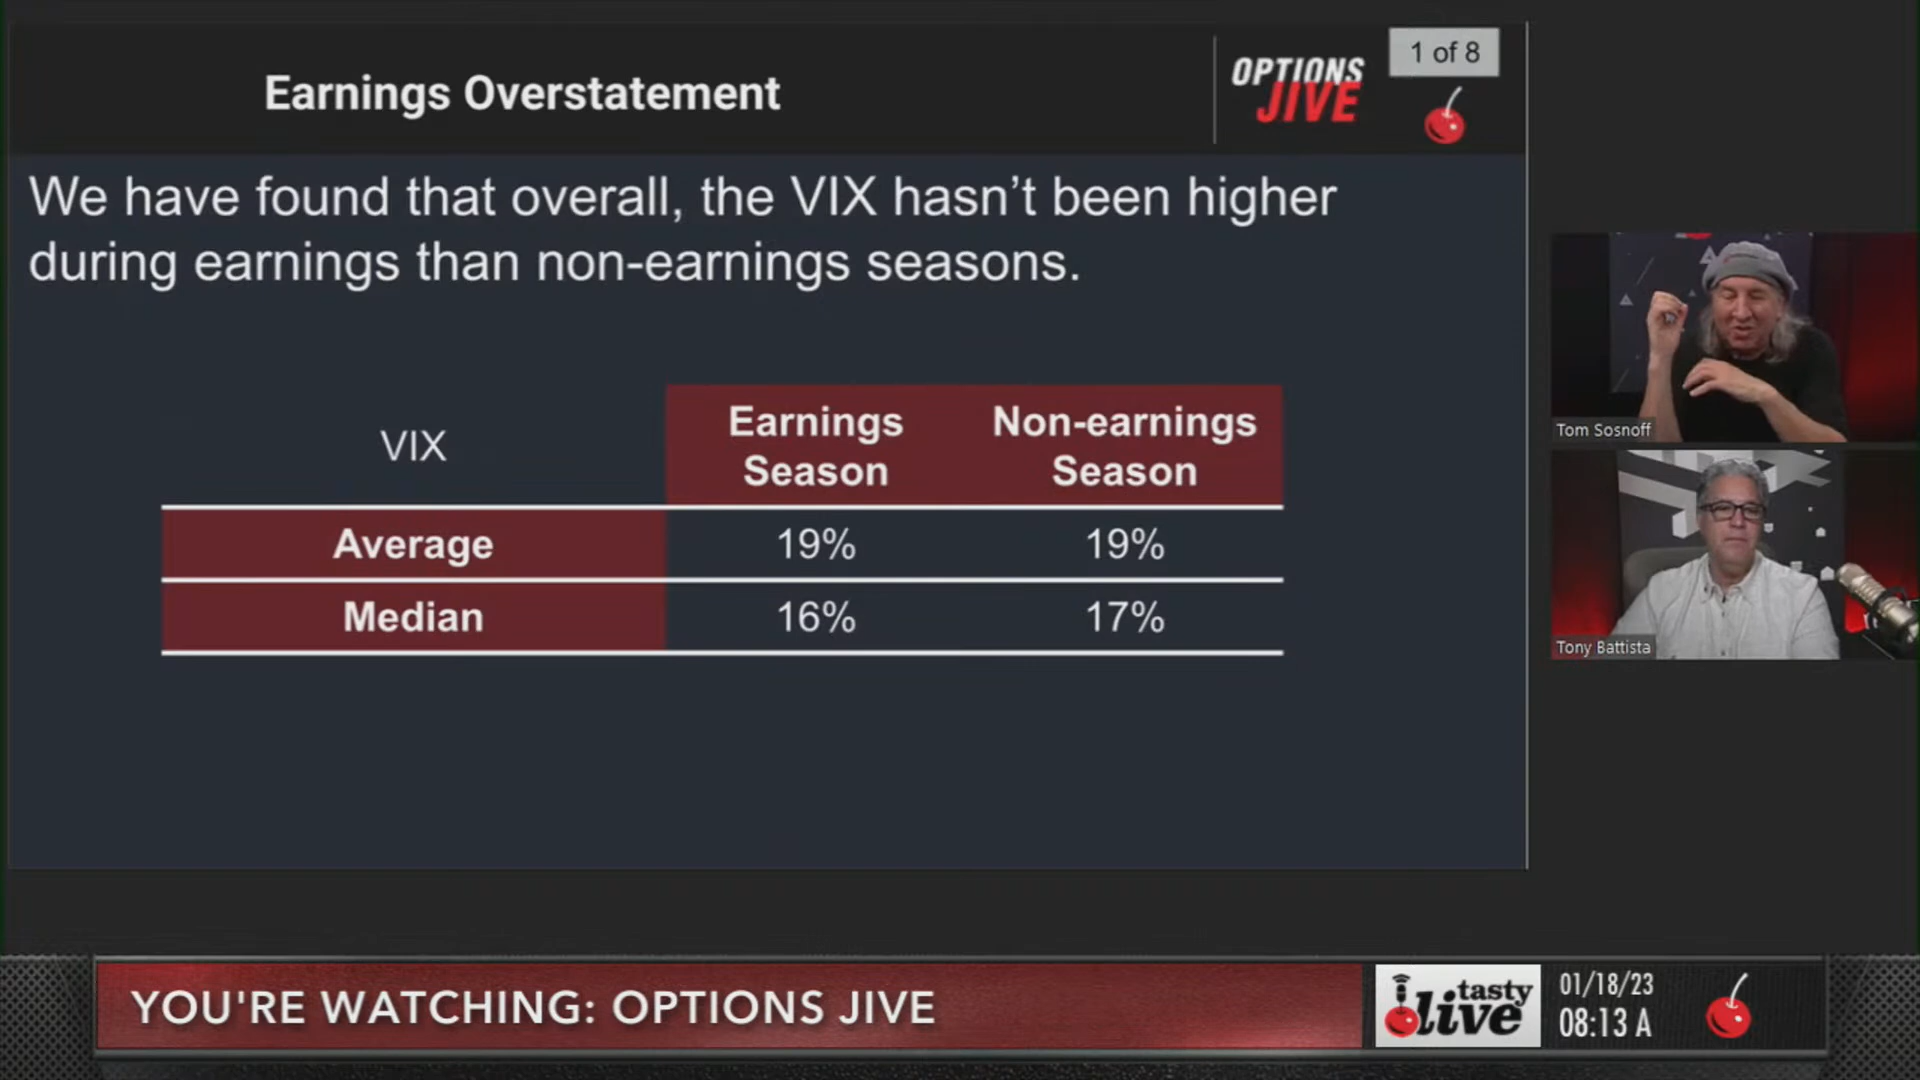 Earnings Overstatement
OPTIONS
JIVE
1 of 8
We have found that overall, the VIX hasn't been higher
during earnings than non-earnings seasons.
VIX
Earnings
Season
Non-earnings
Season
Average
19%
19%
Median
16%
17%
Tom Sosnoff
Tony Battista
YOU'RE WATCHING: OPTIONS JIVE
tasty
live
01/18/23
08:13 A